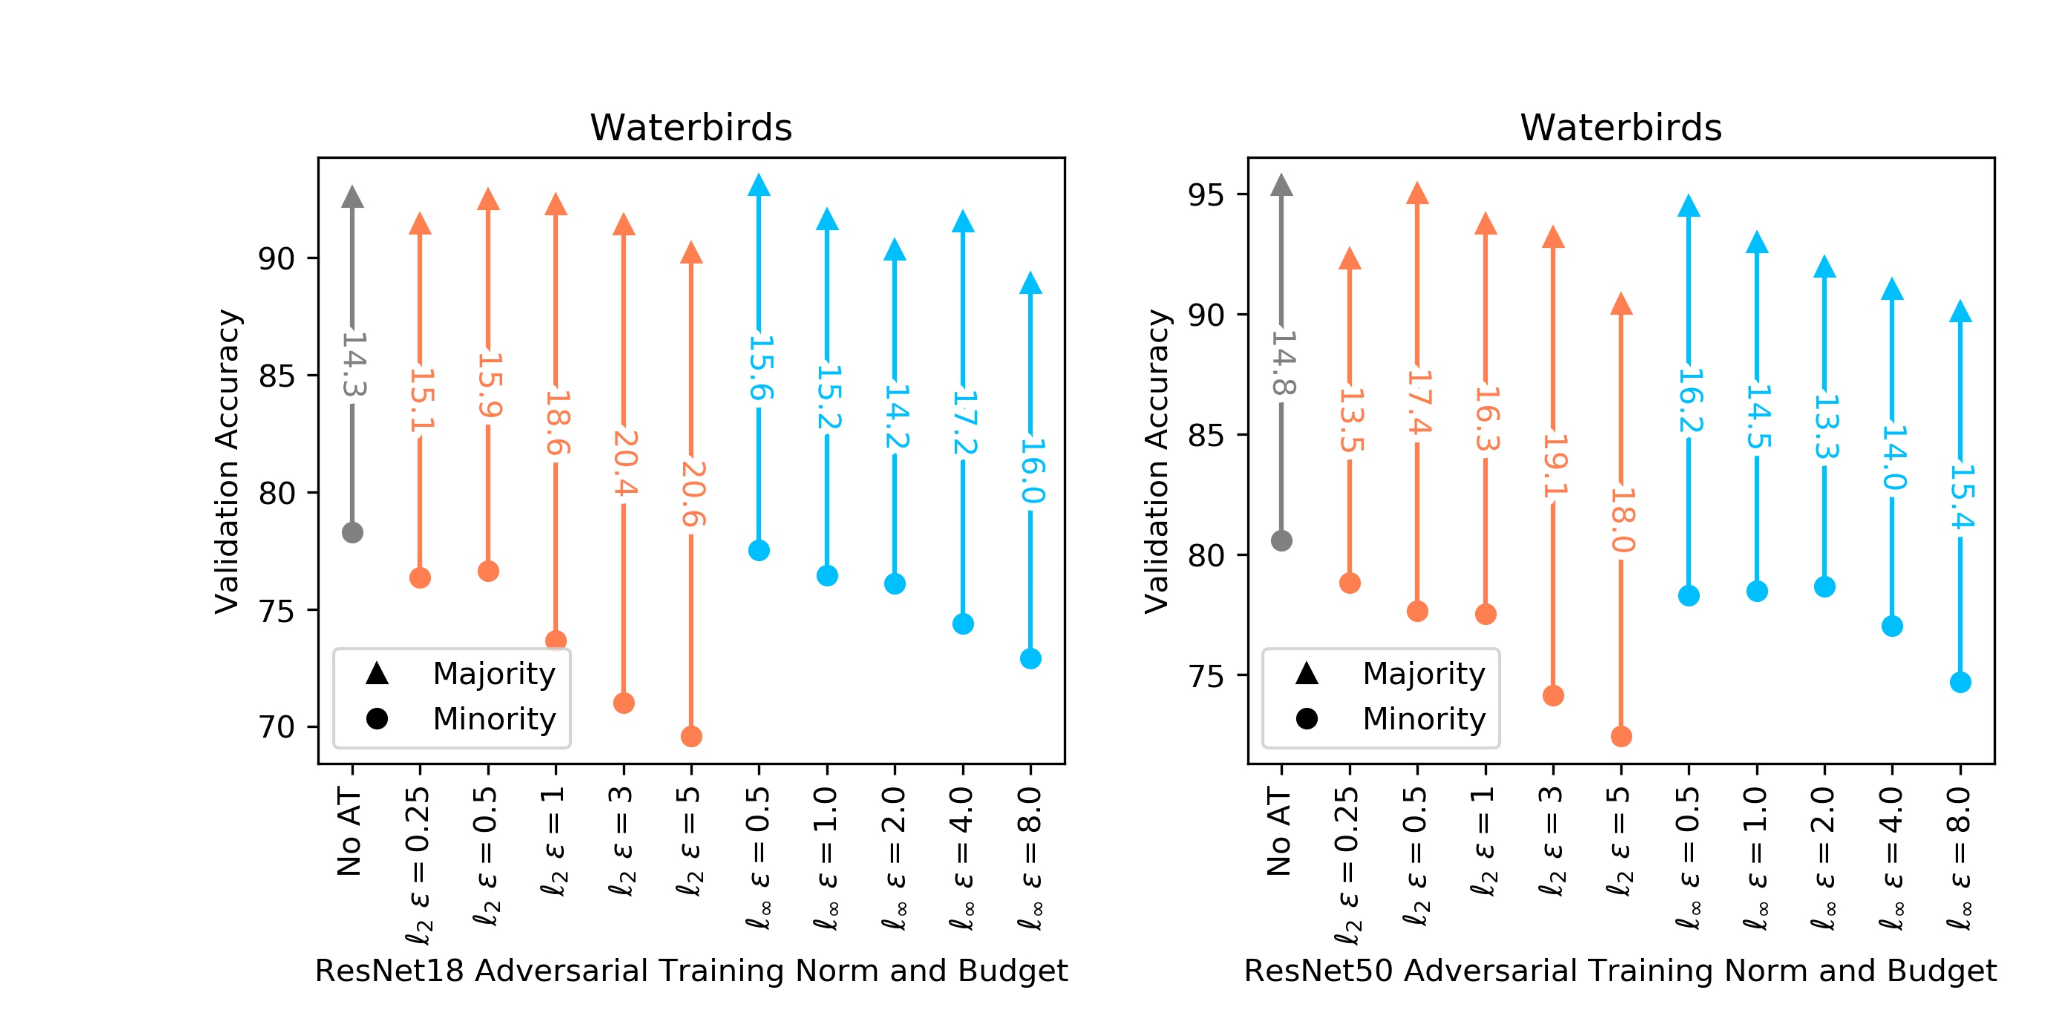 Waterbirds
Validation Accuracy
90
85
80
75
70
14.3
15.1
15.9
18.6
20.4
20.6
15.6
15.2
14.2
17.2
16.0
Majority
Minority
No AT
ℓ₂ ε = 0.25
ℓ₂ ε = 0.5
ℓ₂ ε = 1
ℓ₂ ε = 3
ℓ₂ ε = 5
ℓ∞ ε = 0.5
ℓ∞ ε = 1.0
ℓ∞ ε = 2.0
ℓ∞ ε = 4.0
ℓ∞ ε = 8.0
ResNet18 Adversarial Training Norm and Budget
Waterbirds
Validation Accuracy
95
90
85
80
75
14.8
13.5
17.4
16.3
19.1
18.0
16.2
14.5
13.3
14.0
15.4
Majority
Minority
No AT
ℓ₂ ε = 0.25
ℓ₂ ε = 0.5
ℓ₂ ε = 1
ℓ₂ ε = 3
ℓ₂ ε = 5
ℓ∞ ε = 0.5
ℓ∞ ε = 1.0
ℓ∞ ε = 2.0
ℓ∞ ε = 4.0
ℓ∞ ε = 8.0
ResNet50 Adversarial Training Norm and Budget